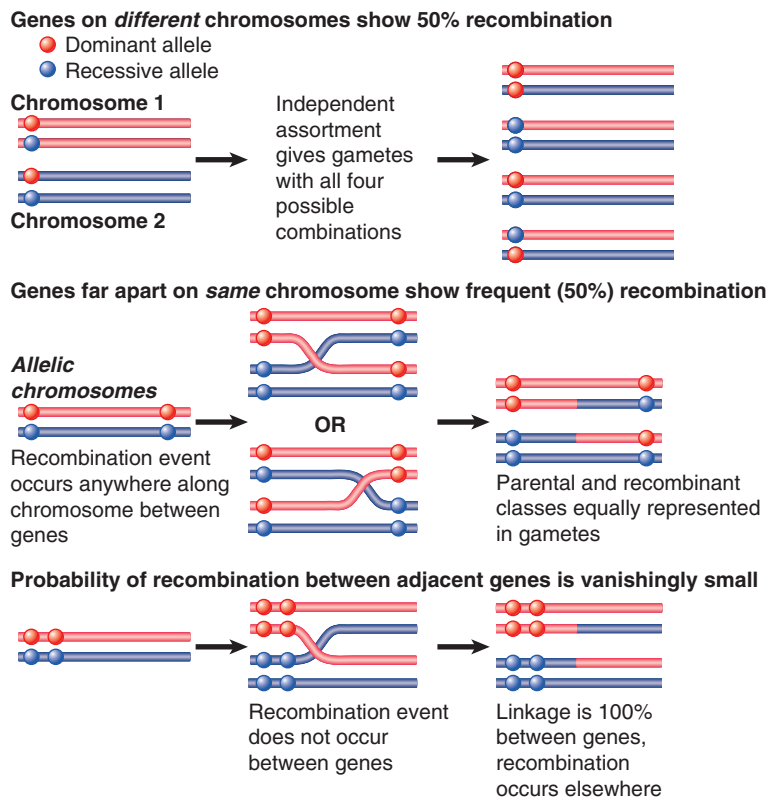 Genes on different chromosomes show 50% recombination
Dominant allele
Recessive allele
Chromosome 1
Chromosome 2
Independent
assortment
gives gametes
with all four
possible
combinations
Genes far apart on same chromosome show frequent (50%) recombination
Allelic
chromosomes
Recombination event
occurs anywhere along
chromosome between
genes
OR
Parental and recombinant
classes equally represented
in gametes
Probability of recombination between adjacent genes is vanishingly small
Recombination event
does not occur
between genes
Linkage is 100%
between genes,
recombination
occurs elsewhere